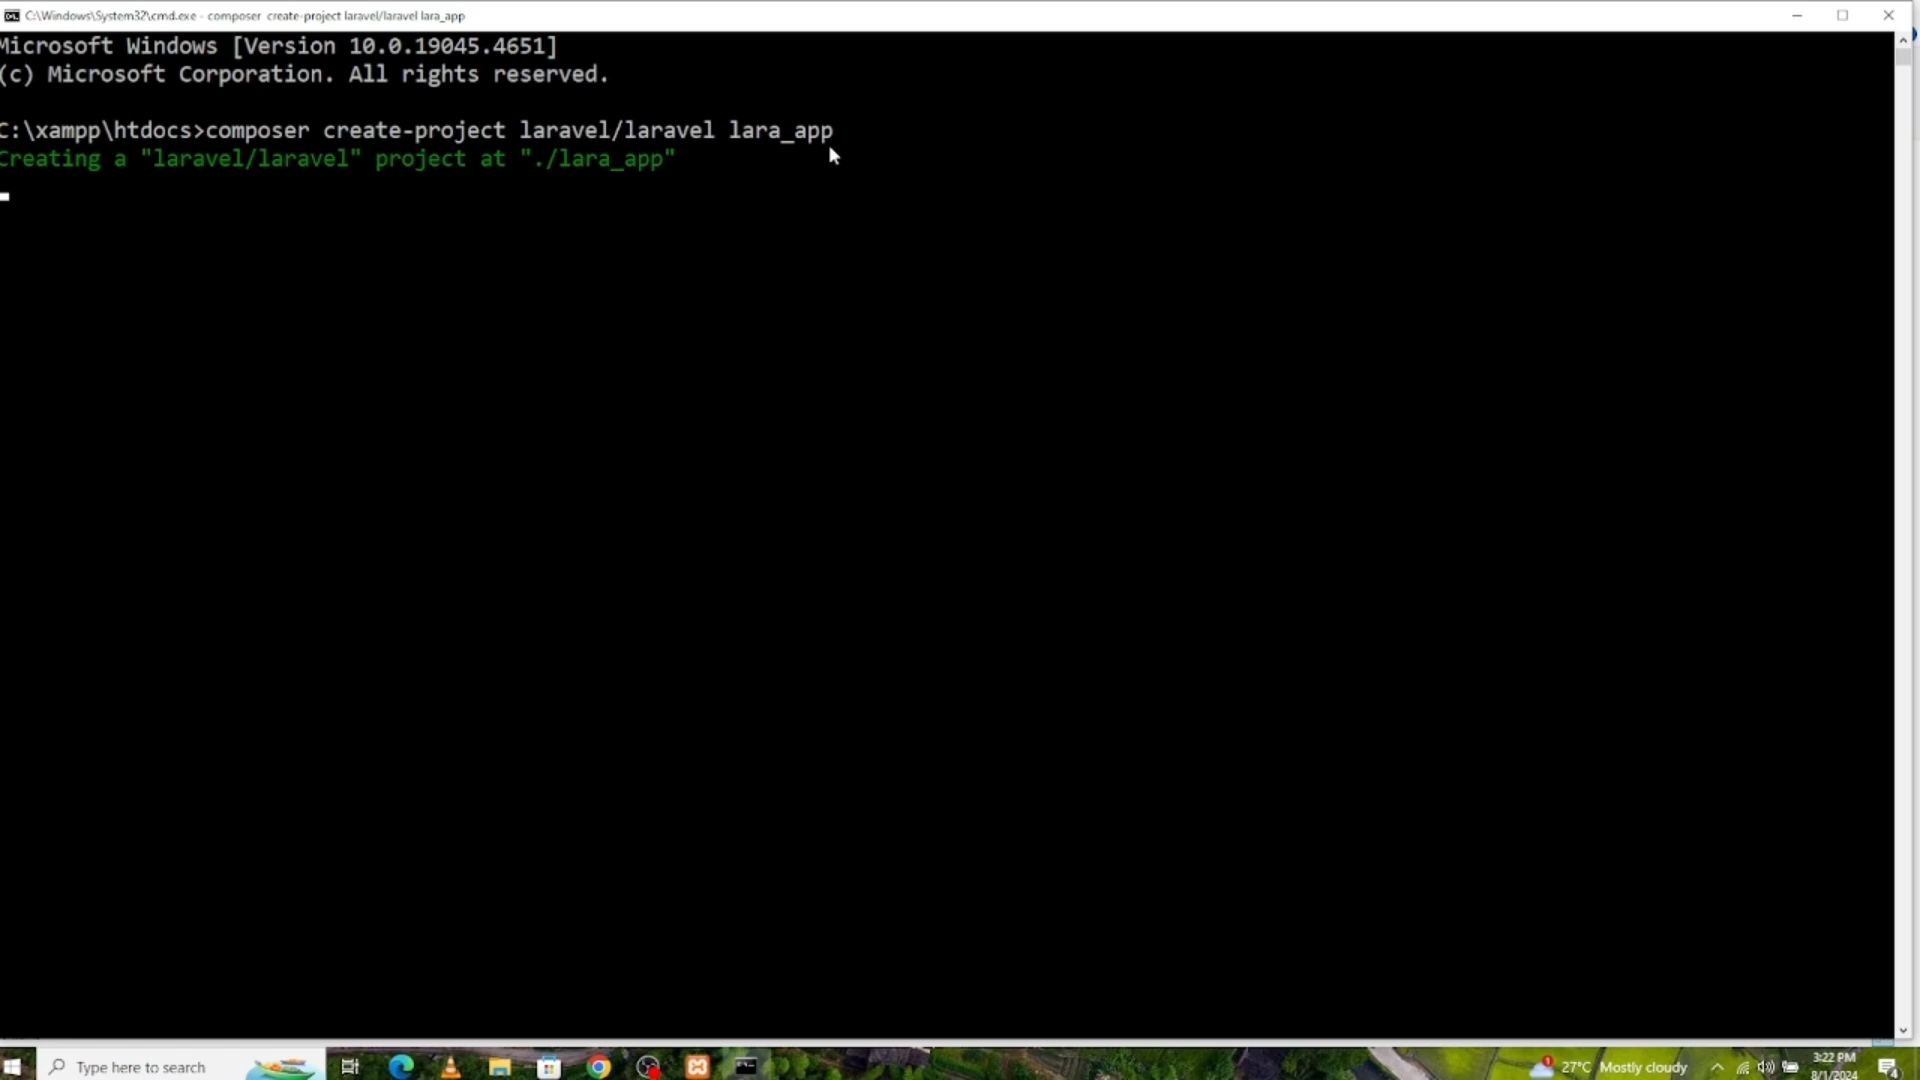 C:\Windows\System32\cmd.exe - composer create-project laravel/laravel lara_app
Microsoft Windows [Version 10.0.19045.4651]
(c) Microsoft Corporation. All rights reserved.
C:\xampp\htdocs>composer create-project laravel/laravel lara_app
Creating a "laravel/laravel" project at "./lara_app"
Type here to search
1
27°C Mostly cloudy
3:22 PM
8/1/2024
4